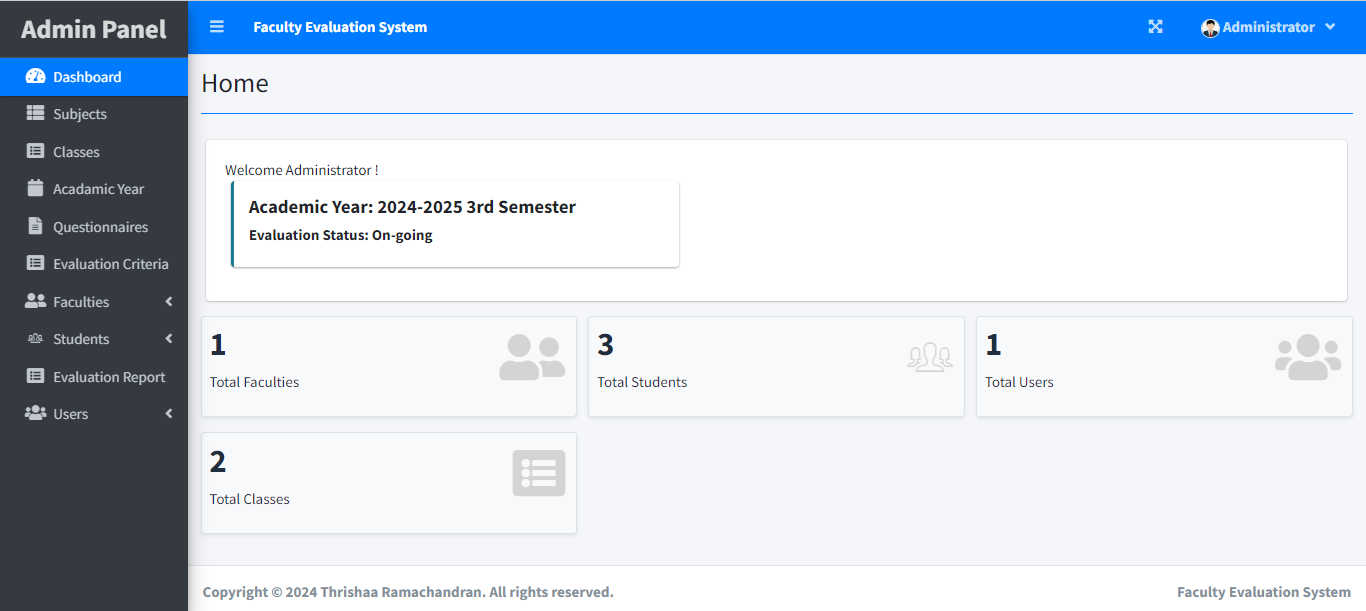 Admin Panel
Faculty Evaluation System
Administrator
Dashboard
Subjects
Classes
Acadamic Year
Questionnaires
Evaluation Criteria
Faculties
Students
Evaluation Report
Users
Home
Welcome Administrator !
Academic Year: 2024-2025 3rd Semester
Evaluation Status: On-going
1
Total Faculties
3
Total Students
1
Total Users
2
Total Classes
Copyright © 2024 Thrishaa Ramachandran. All rights reserved.
Faculty Evaluation System